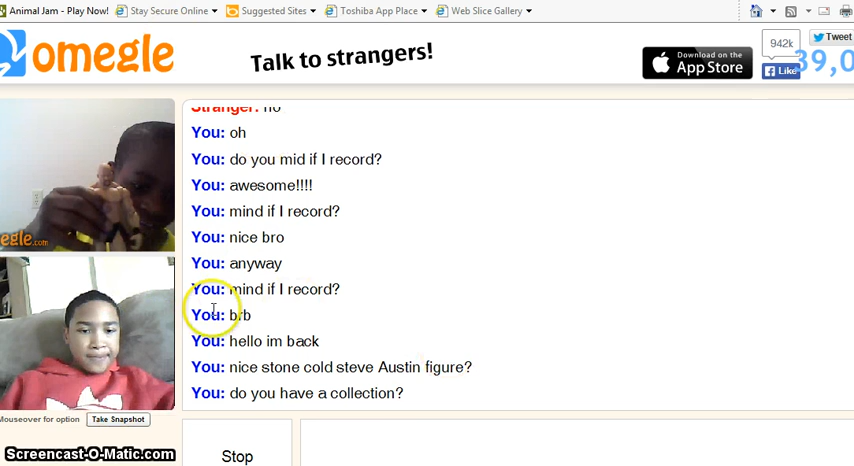 Animal Jam - Play Now! Stay Secure Online Suggested Sites Toshiba App Place Web Slice Gallery
omegle Talk to strangers! Download on the App Store 942k Like Tweet 39,0
Stranger: no
You: oh
You: do you mid if I record?
You: awesome!!!!
You: mind if I record?
You: nice bro
You: anyway
You: mind if I record?
You: brb
You: hello im back
You: nice stone cold steve Austin figure?
You: do you have a collection?
egle.com
Mouseover for option Take Snapshot
Stop
SCREENCAST-O-MATIC.com